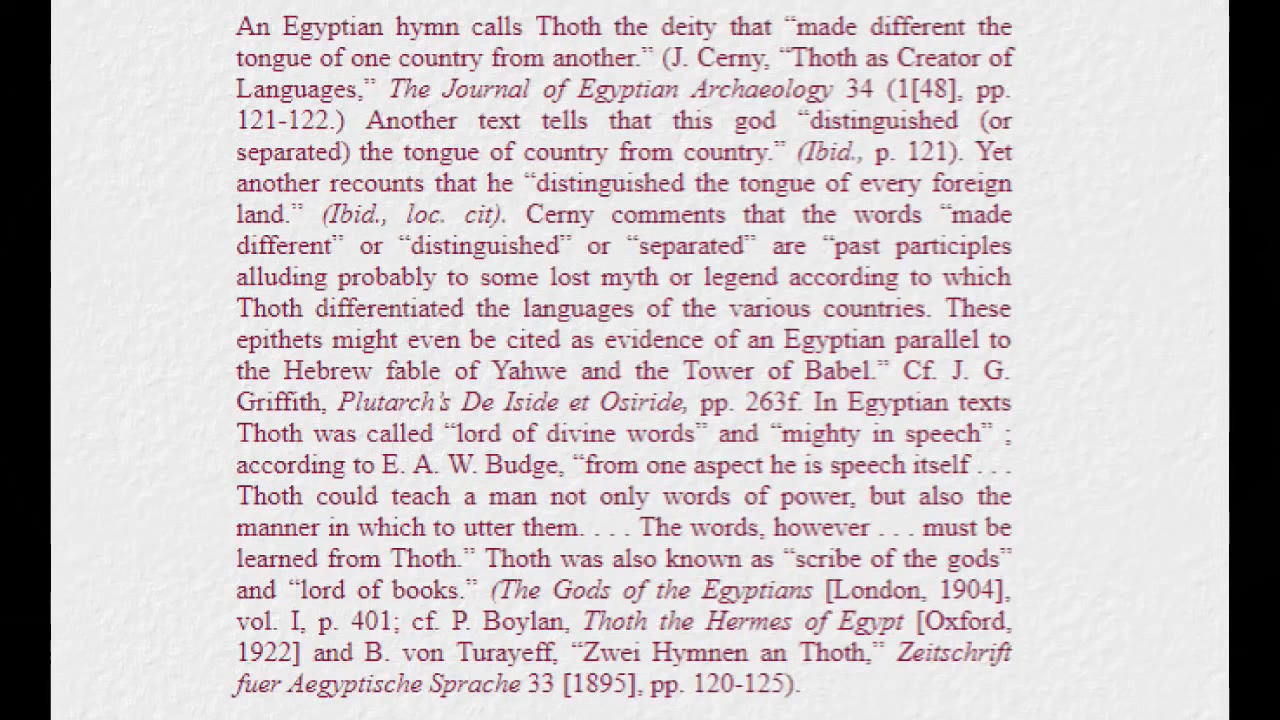 An Egyptian hymn calls Thoth the deity that “made different the
tongue of one country from another.” (J. Cerny, “Thoth as Creator of
Languages,” The Journal of Egyptian Archaeology 34 (1[48], pp.
121-122.) Another text tells that this god “distinguished (or
separated) the tongue of country from country.” (Ibid., p. 121). Yet
another recounts that he “distinguished the tongue of every foreign
land.” (Ibid., loc. cit). Cerny comments that the words “made
different” or “distinguished” or “separated” are “past participles
alluding probably to some lost myth or legend according to which
Thoth differentiated the languages of the various countries. These
epithets might even be cited as evidence of an Egyptian parallel to
the Hebrew fable of Yahwe and the Tower of Babel.” Cf. J. G.
Griffith, Plutarch’s De Iside et Osiride, pp. 263f. In Egyptian texts
Thoth was called “lord of divine words” and “mighty in speech” ;
according to E. A. W. Budge, “from one aspect he is speech itself . . .
Thoth could teach a man not only words of power, but also the
manner in which to utter them. . . . The words, however . . . must be
learned from Thoth.” Thoth was also known as “scribe of the gods”
and “lord of books.” (The Gods of the Egyptians [London, 1904],
vol. I, p. 401; cf. P. Boylan, Thoth the Hermes of Egypt [Oxford,
1922] and B. von Turayeff, “Zwei Hymnen an Thoth,” Zeitschrift
fuer Aegyptische Sprache 33 [1895], pp. 120-125).